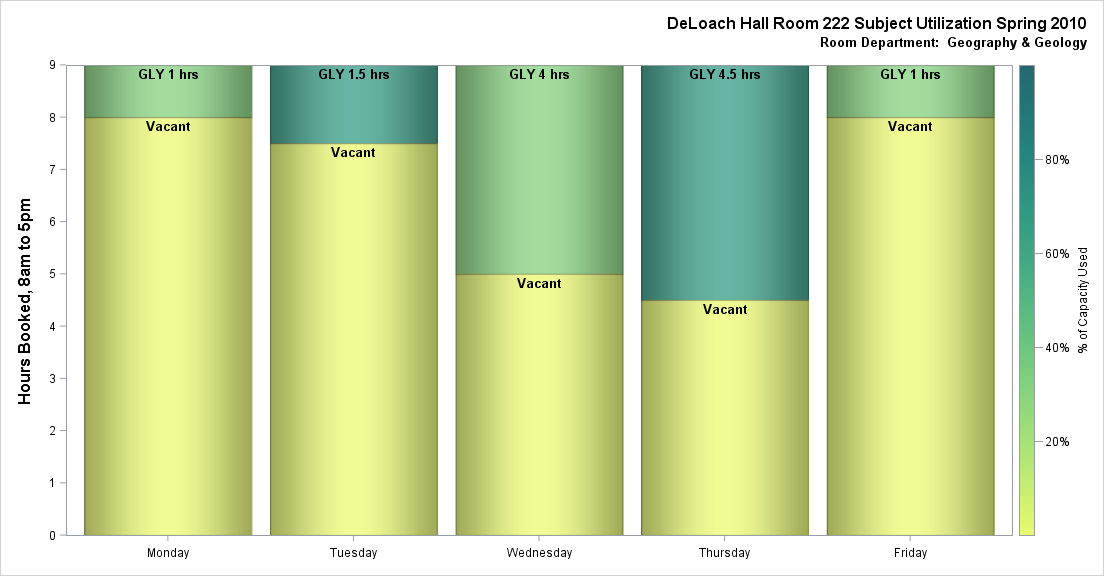 DeLoach Hall Room 222 Subject Utilization Spring 2010
Room Department:  Geography & Geology
Hours Booked, 8am to 5pm
9
8
7
6
5
4
3
2
1
0
GLY 1 hrs
Vacant
GLY 1.5 hrs
Vacant
GLY 4 hrs
Vacant
GLY 4.5 hrs
Vacant
GLY 1 hrs
Vacant
Monday
Tuesday
Wednesday
Thursday
Friday
80%
60%
40%
20%
% of Capacity Used